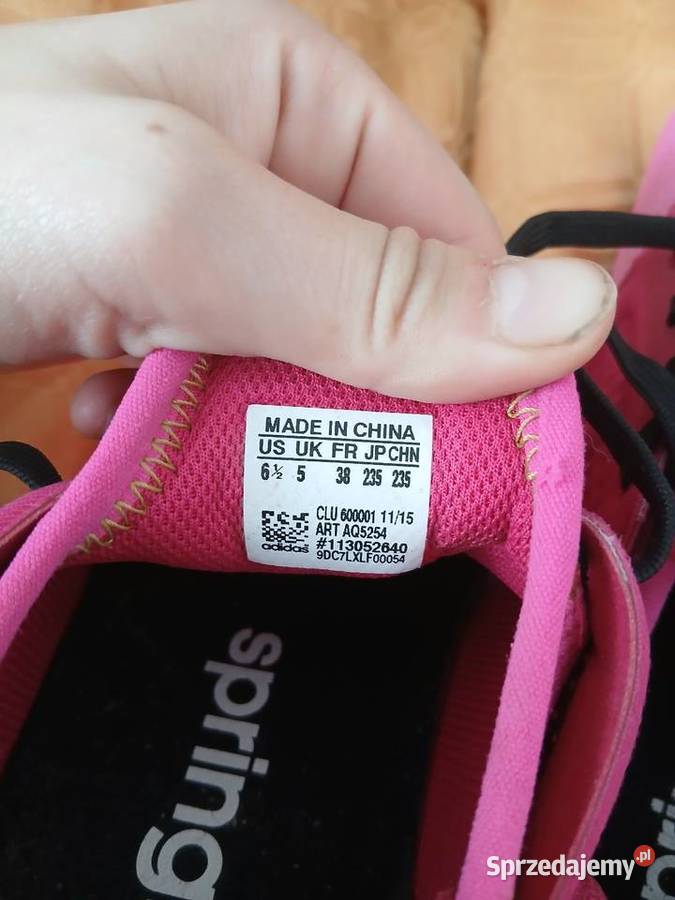 MADE IN CHINA
US UK FR JP CHN
6½ 5 38 235 235
CLU 600001 11/15
ART AQ5254
#113052640
9DC7LXLF00054
adidas
spring
Sprzedajemy.pl